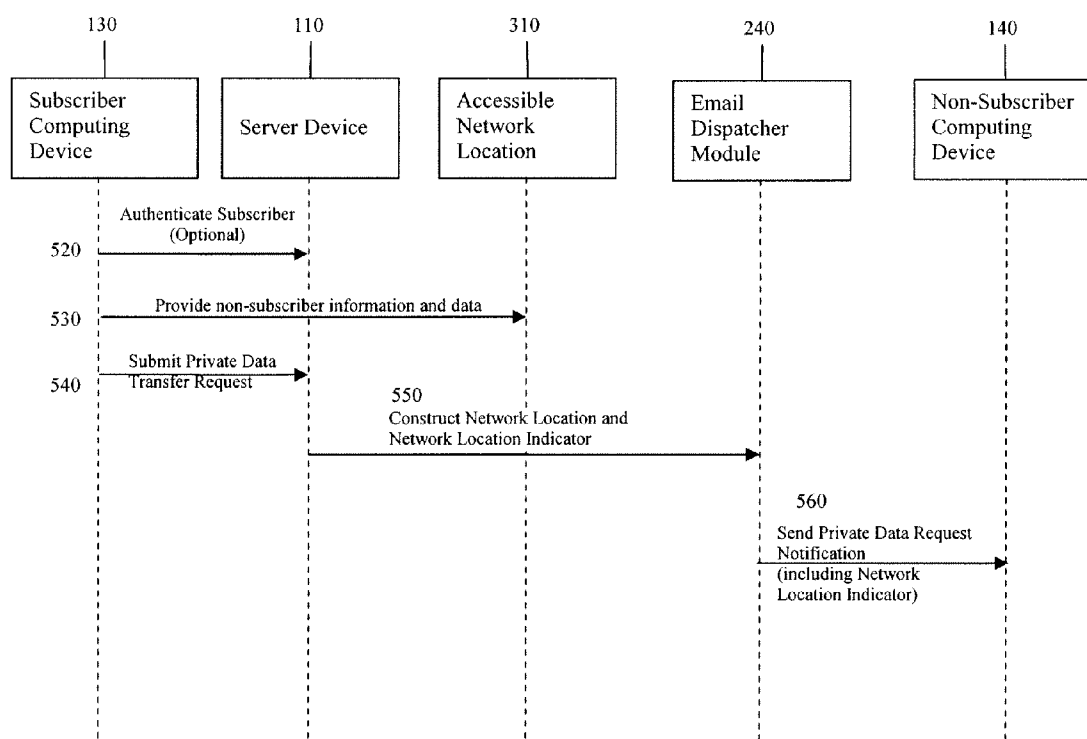 130
110
310
240
140
Subscriber
Computing
Device
Server Device
Accessible
Network
Location
Email
Dispatcher
Module
Non-Subscriber
Computing
Device
Authenticate Subscriber
(Optional)
520
Provide non-subscriber information and data
530
Submit Private Data
Transfer Request
540
550
Construct Network Location and
Network Location Indicator
560
Send Private Data Request
Notification
(including Network
Location Indicator)